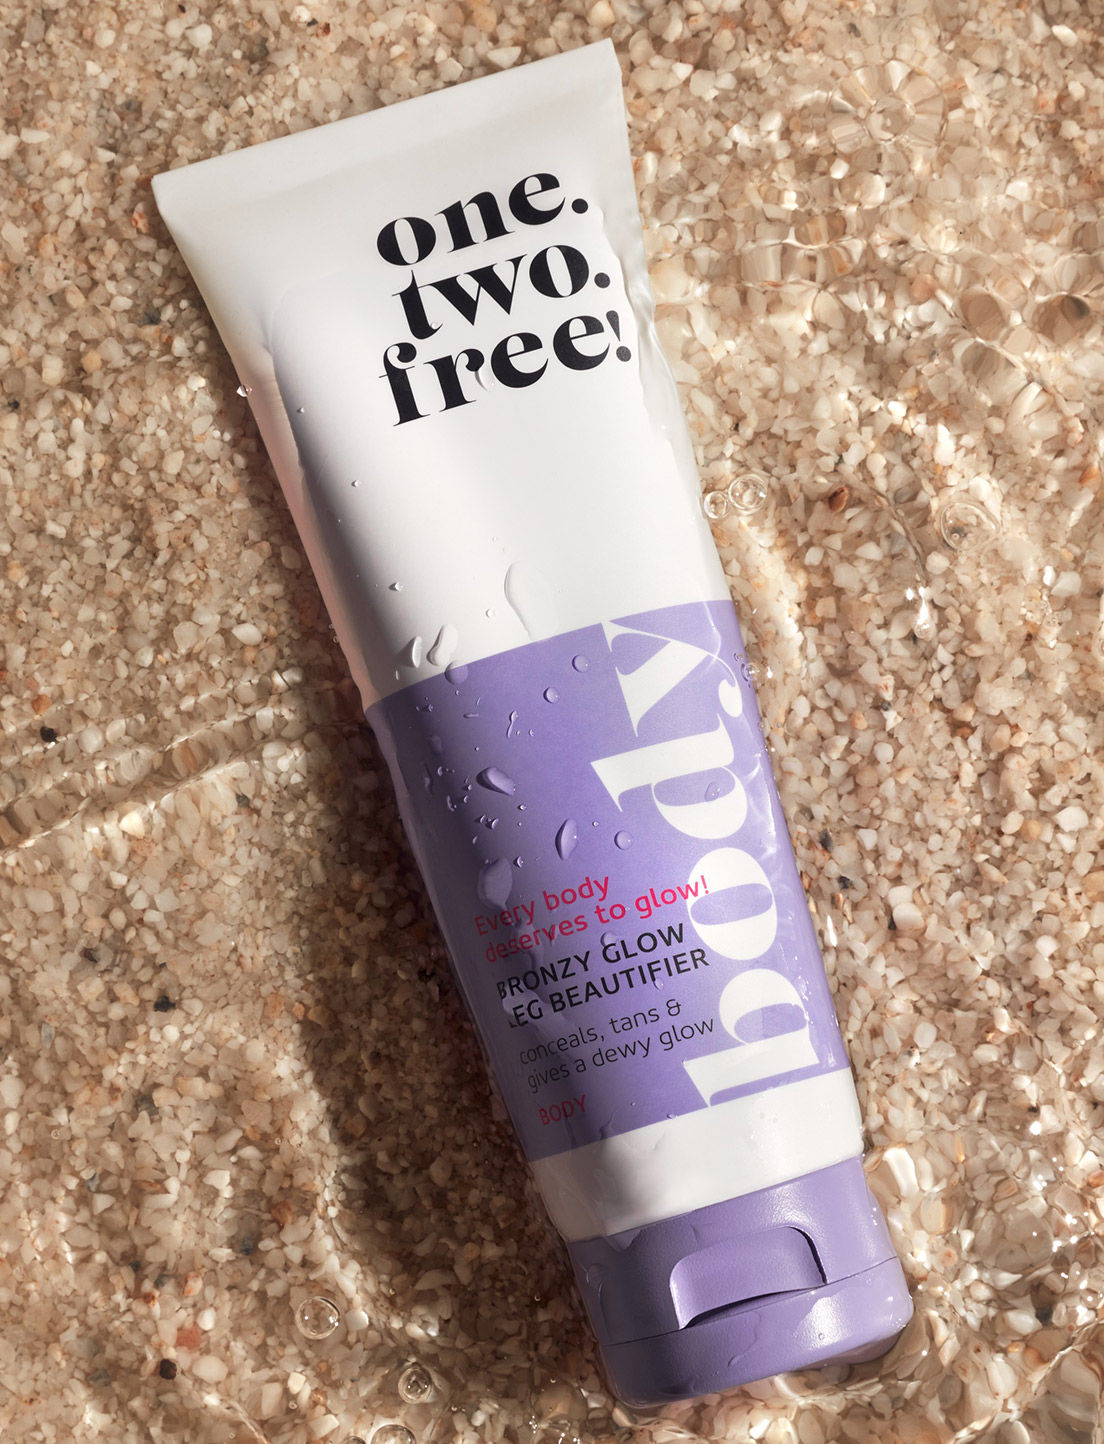 one.
two.
free!
body
Every body
deserves to glow!
BRONZY GLOW
LEG BEAUTIFIER
conceals, tans &
gives a dewy glow
BODY